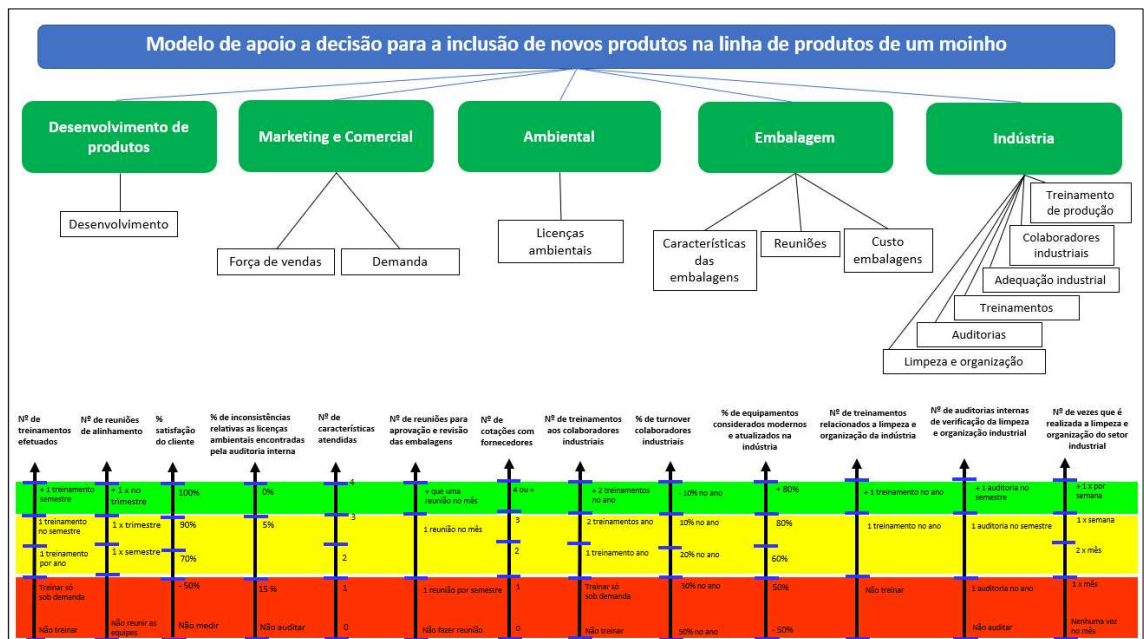 Modelo de apoio a decisão para a inclusão de novos produtos na linha de produtos de um moinho
Desenvolvimento de
produtos
Marketing e Comercial
Ambiental
Embalagem
Indústria
Desenvolvimento
Força de vendas
Demanda
Licenças
ambientais
Características
das
embalagens
Reuniões
Custo
embalagens
Treinamento
de produção
Colaboradores
industriais
Adequação industrial
Treinamentos
Auditorias
Limpeza e organização
Nº de
treinamentos
efetuados
Nº de reuniões
de alinhamento
%
satisfação
do cliente
% de inconsistências
relativas as licenças
ambientais encontradas
pela auditoria interna
Nº de
características
atendidas
Nº de reuniões para
aprovação e revisão
das embalagens
Nº de
cotações com
fornecedores
Nº de treinamentos
aos colaboradores
industriais
% de turnover
colaboradores
industriais
% de equipamentos
considerados modernos
e atualizados na
indústria
Nº de treinamentos
relacionados a limpeza e
organização da indústria
Nº de auditorias internas
de verificação da limpeza
e organização industrial
Nº de vezes que é
realizada a limpeza e
organização do setor
industrial
+ 1 treinamento
semestre
1 treinamento
no semestre
1 treinamento
por ano
Treinar só
sob demanda
Não treinar
+ 1 x no
trimestre
1 x trimestre
1 x semestre
Não reunir as
equipes
100%
90%
70%
- 50%
Não medir
0%
5%
15 %
Não auditar
4
3
2
1
0
+ que uma
reunião no mês
1 reunião no mês
1 reunião por semestre
Não fazer reunião
4 ou +
3
2
1
0
+ 2 treinamentos
no ano
2 treinamentos ano
1 treinamento ano
Treinar só
sob demanda
Não treinar
- 10% no ano
10% no ano
20% no ano
30% no ano
50% no ano
+ 80%
80%
60%
50%
- 50%
+ 1 treinamento no ano
1 treinamento no ano
Não treinar
+ 1 auditoria no
semestre
1 auditoria no semestre
1 auditoria no ano
Não auditar
+ 1 x por
semana
1 x semana
2 x mês
1 x mês
Nenhuma vez
no mês